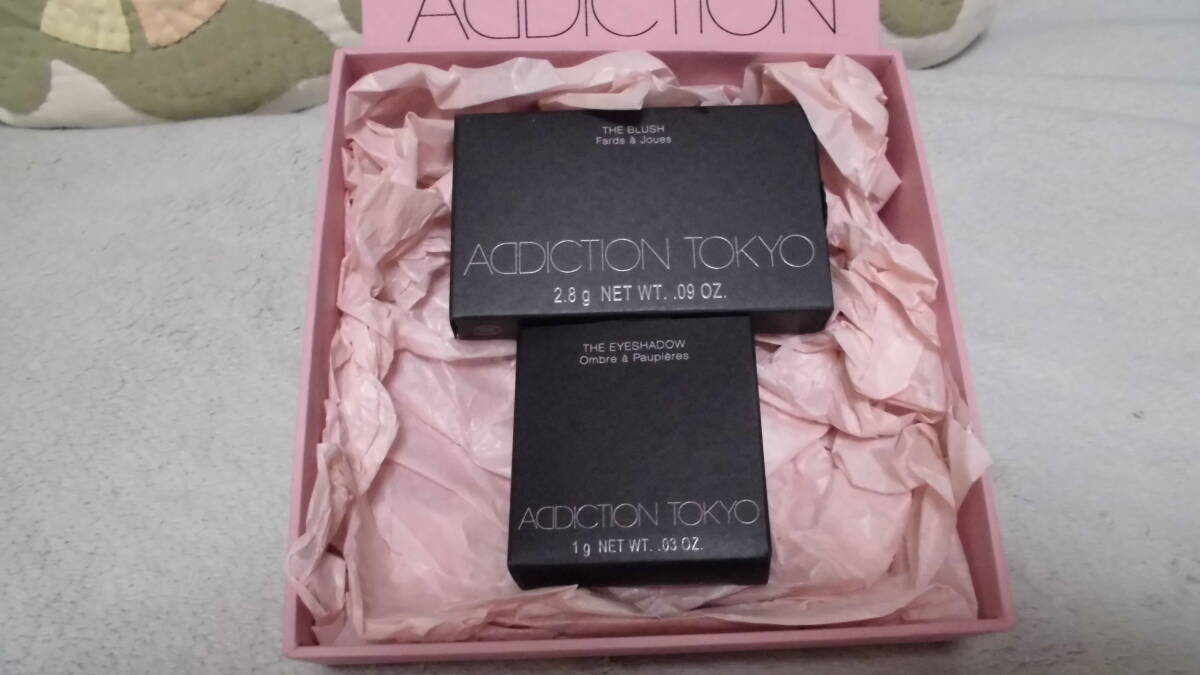 ADDICTION
THE BLUSH
Fards à Joues
ADDICTION TOKYO
2.8 g NET WT. .09 OZ.
THE EYESHADOW
Ombre à Paupières
ADDICTION TOKYO
1 g NET WT. .03 OZ.